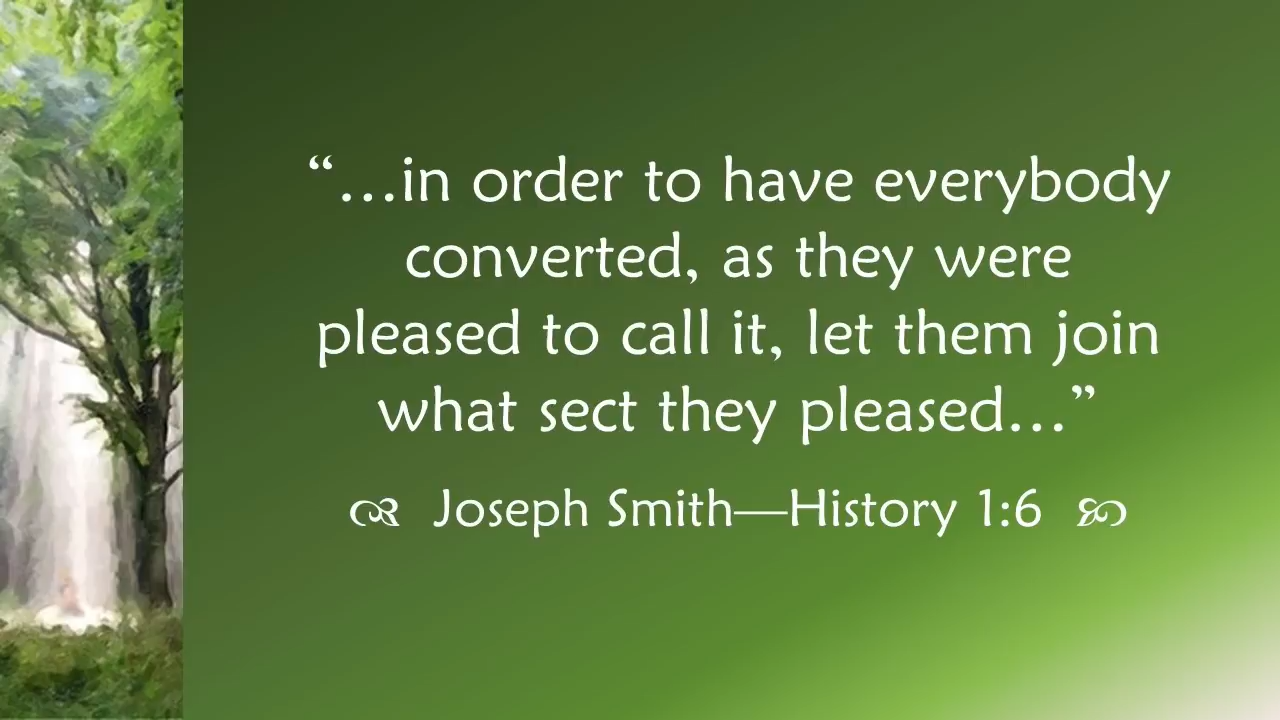 “…in order to have everybody
converted, as they were
pleased to call it, let them join
what sect they pleased…”
Joseph Smith—History 1:6